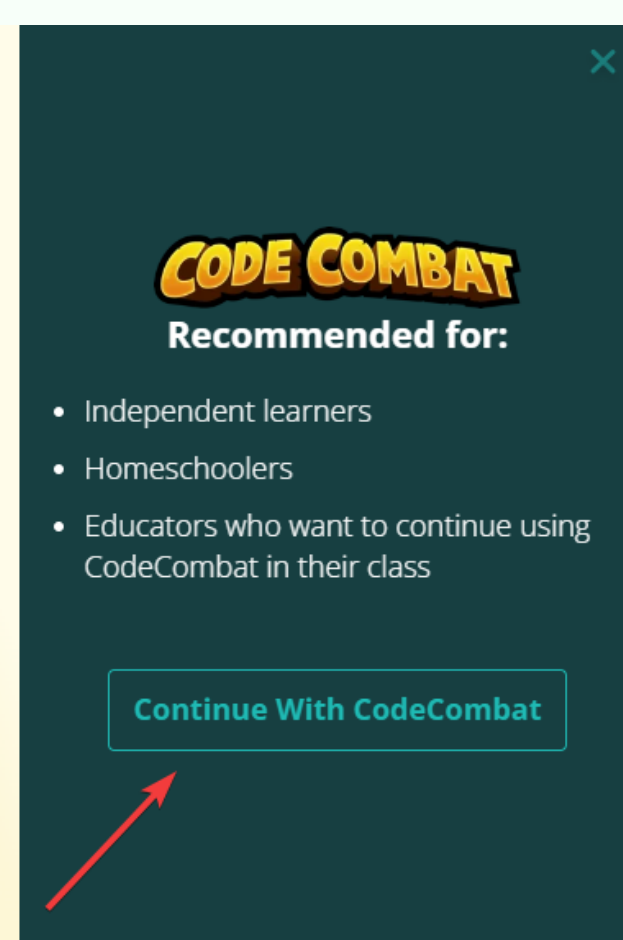 CODE COMBAT
Recommended for:
• Independent learners
• Homeschoolers
• Educators who want to continue using
CodeCombat in their class
Continue With CodeCombat